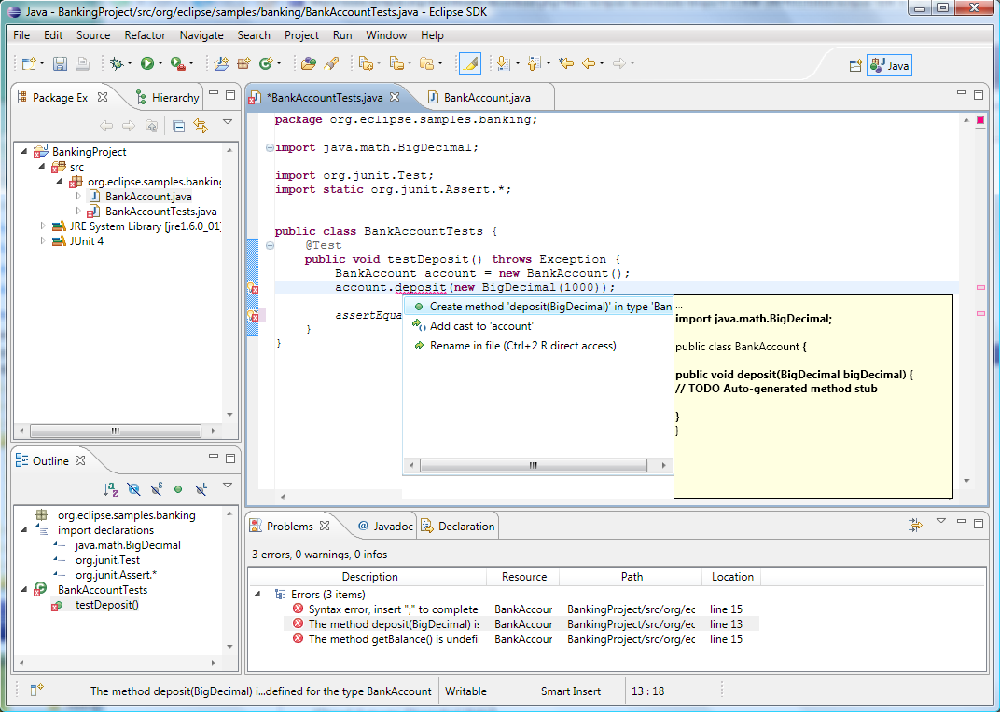 Java - BankingProject/src/org/eclipse/samples/banking/BankAccountTests.java - Eclipse SDK
File Edit Source Refactor Navigate Search Project Run Window Help
Java
Package Ex Hierarchy
BankingProject
src
org.eclipse.samples.banking
BankAccount.java
BankAccountTests.java
JRE System Library [jre1.6.0_01]
JUnit 4
*BankAccountTests.java BankAccount.java
package org.eclipse.samples.banking;
import java.math.BigDecimal;
import org.junit.Test;
import static org.junit.Assert.*;
public class BankAccountTests {
@Test
public void testDeposit() throws Exception {
BankAccount account = new BankAccount();
account.deposit(new BigDecimal(1000));
assertEqua
}
}
Create method 'deposit(BigDecimal)' in type 'Ban
Add cast to 'account'
Rename in file (Ctrl+2 R direct access)
...
import java.math.BigDecimal;
public class BankAccount {
public void deposit(BigDecimal bigDecimal) {
// TODO Auto-generated method stub
}
}
Outline
org.eclipse.samples.banking
import declarations
java.math.BigDecimal
org.junit.Test
org.junit.Assert.*
BankAccountTests
testDeposit()
Problems @ Javadoc Declaration
3 errors, 0 warnings, 0 infos
Description Resource Path Location
Errors (3 items)
Syntax error, insert ";" to complete BankAccour BankingProject/src/org/ec line 15
The method deposit(BigDecimal) is BankAccour BankingProject/src/org/ec line 13
The method getBalance() is undefin BankAccour BankingProject/src/org/ec line 15
The method deposit(BigDecimal) i...defined for the type BankAccount Writable Smart Insert 13 : 18